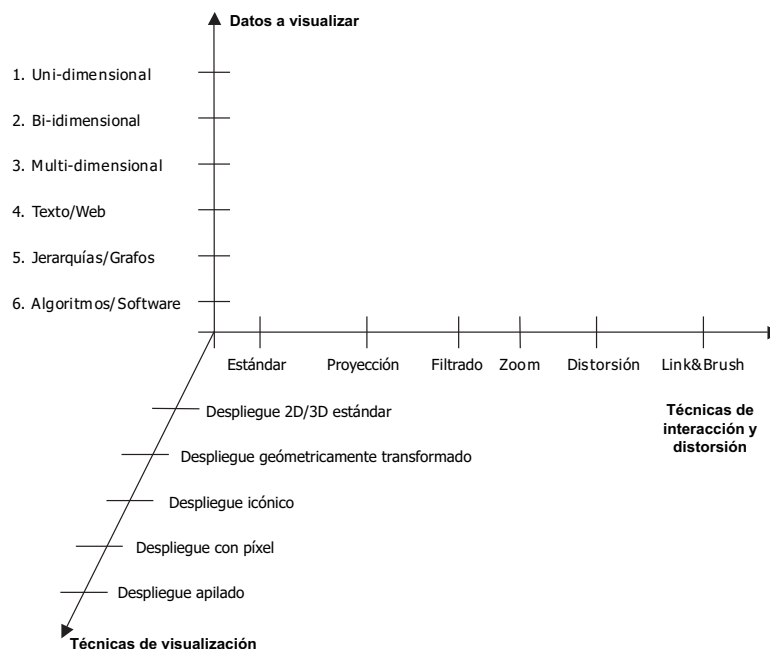 Datos a visualizar
1. Uni-dimensional
2. Bi-idimensional
3. Multi-dimensional
4. Texto/Web
5. Jerarquías/Grafos
6. Algoritmos/Software
Estándar Proyección Filtrado Zoom Distorsión Link&Brush
Técnicas de
interacción y
distorsión
Despliegue 2D/3D estándar
Despliegue geómetricamente transformado
Despliegue icónico
Despliegue con píxel
Despliegue apilado
Técnicas de visualización